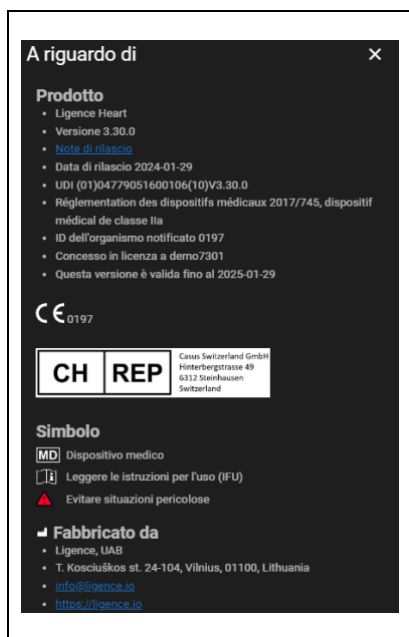 A riguardo di ×
Prodotto
• Ligence Heart
• Versione 3.30.0
• Note di rilascio
• Data di rilascio 2024-01-29
• UDI (01)04779051600106(10)V3.30.0
• Réglementation des dispositifs médicaux 2017/745, dispositif
médical de classe IIa
• ID dell'organismo notificato 0197
• Concesso in licenza a demo7301
• Questa versione è valida fino al 2025-01-29
CE 0197
CH REP
Casus Switzerland GmbH
Hinterbergstrasse 49
6312 Steinhausen
Switzerland
Simbolo
MD Dispositivo medico
Leggere le istruzioni per l'uso (IFU)
Evitare situazioni pericolose
Fabbricato da
• Ligence, UAB
• T. Kosciuškos st. 24-104, Vilnius, 01100, Lithuania
• info@ligence.io
• https://ligence.io